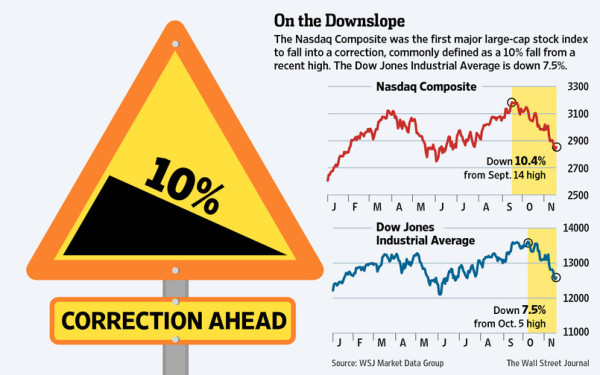 On the Downslope
The Nasdaq Composite was the first major large-cap stock index
to fall into a correction, commonly defined as a 10% fall from a
recent high. The Dow Jones Industrial Average is down 7.5%.
10%
CORRECTION AHEAD
Nasdaq Composite
3300
3100
2900
2700
2500
Down 10.4%
from Sept. 14 high
J F M A M J J A S O N
Dow Jones
Industrial Average
14000
13000
12000
11000
Down 7.5%
from Oct. 5 high
J F M A M J J A S O N
Source: WSJ Market Data Group
The Wall Street Journal